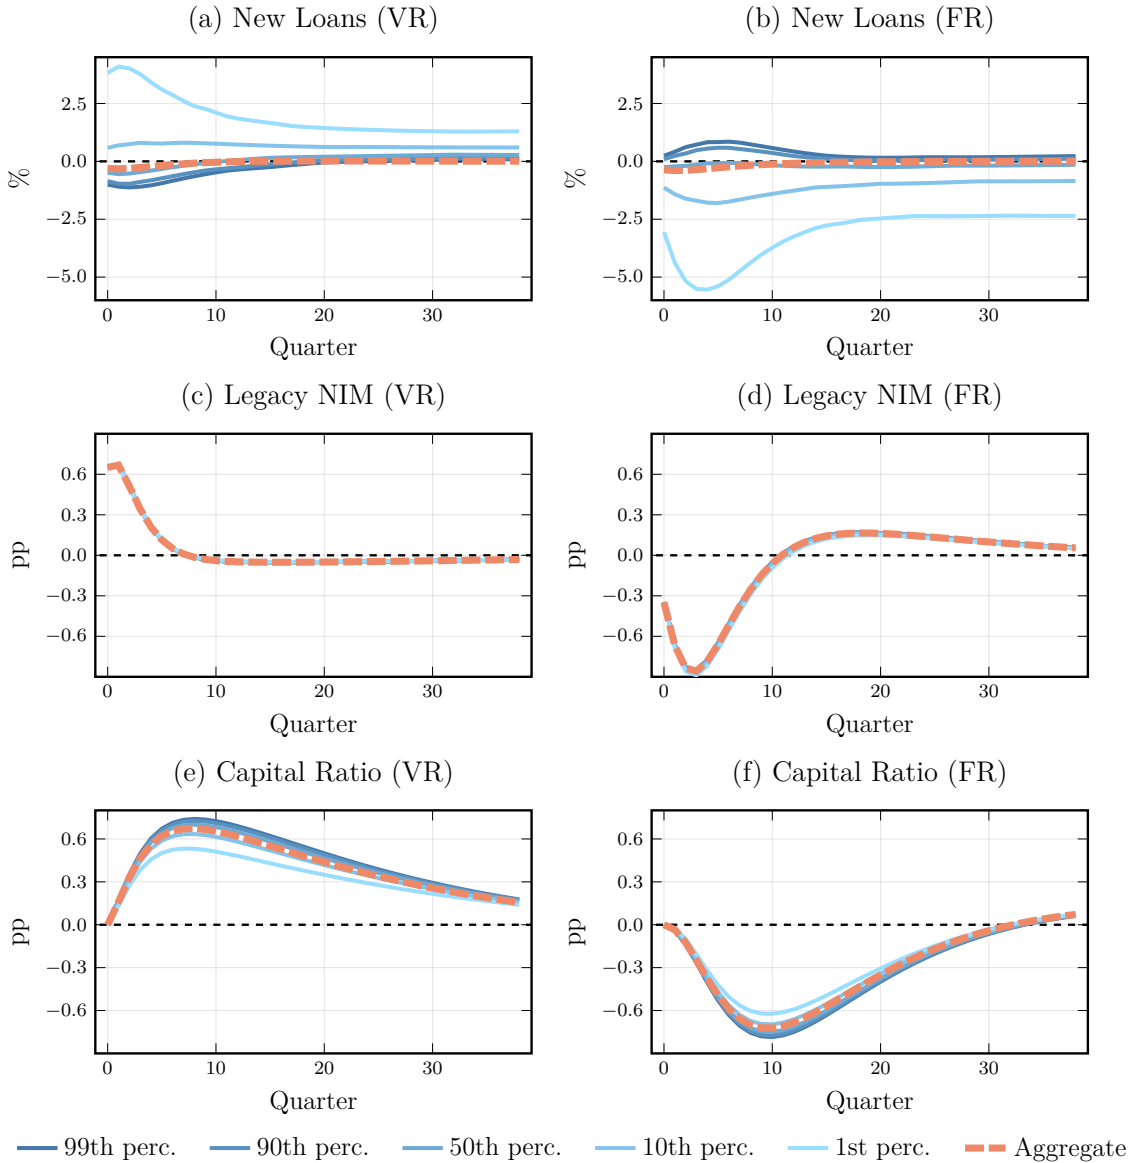 (a) New Loans (VR)
(b) New Loans (FR)
2.5
0.0
−2.5
−5.0
%
0 10 20 30
Quarter
2.5
0.0
−2.5
−5.0
%
0 10 20 30
Quarter
(c) Legacy NIM (VR)
(d) Legacy NIM (FR)
0.6
0.3
0.0
−0.3
−0.6
pp
0 10 20 30
Quarter
0.6
0.3
0.0
−0.3
−0.6
pp
0 10 20 30
Quarter
(e) Capital Ratio (VR)
(f) Capital Ratio (FR)
0.6
0.3
0.0
−0.3
−0.6
pp
0 10 20 30
Quarter
0.6
0.3
0.0
−0.3
−0.6
pp
0 10 20 30
Quarter
99th perc. 90th perc. 50th perc. 10th perc. 1st perc. Aggregate